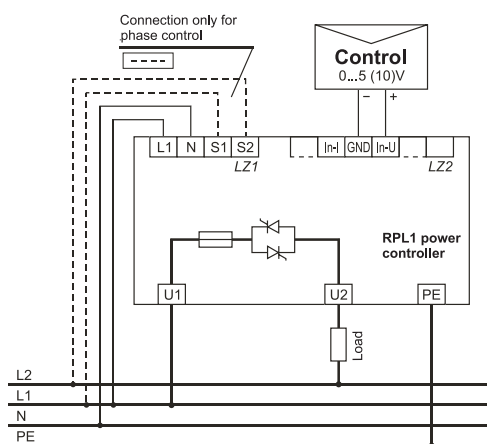 Connection only for
phase control
Control
0...5 (10)V
– +
L1 N S1 S2 In-I GND In-U
LZ1 LZ2
RPL1 power
controller
U1 U2 PE
Load
L2
L1
N
PE